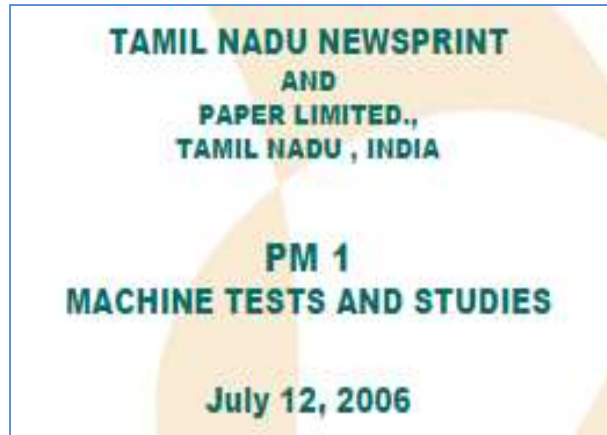 TAMIL NADU NEWSPRINT
AND
PAPER LIMITED.,
TAMIL NADU , INDIA
PM 1
MACHINE TESTS AND STUDIES
July 12, 2006